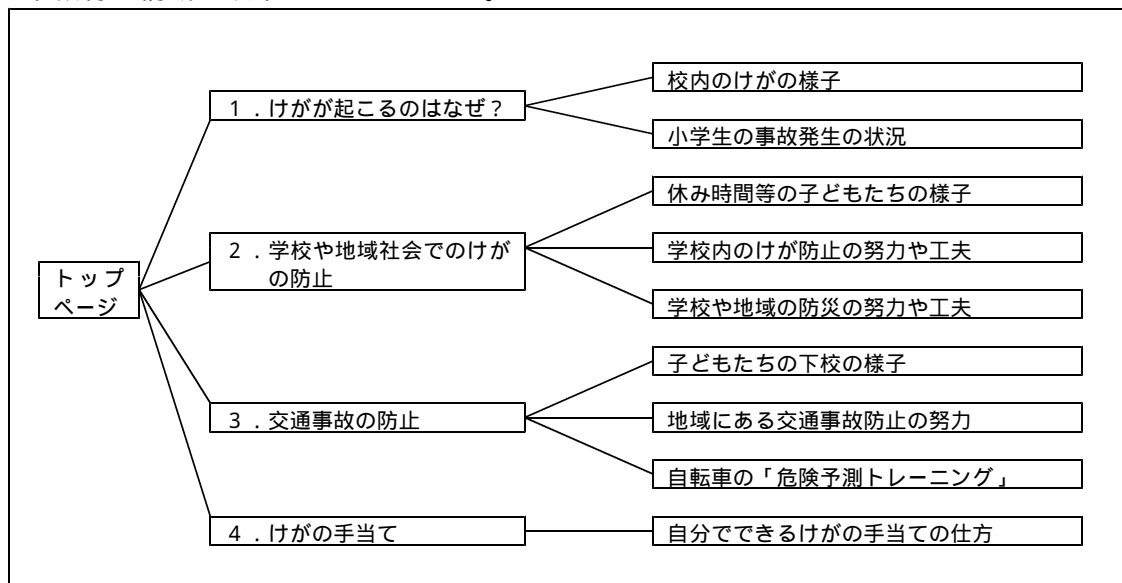 トップ
ページ
１．けがが起こるのはなぜ？
校内のけがの様子
小学生の事故発生の状況
２．学校や地域社会でのけが
の防止
休み時間等の子どもたちの様子
学校内のけが防止の努力や工夫
学校や地域の防災の努力や工夫
３．交通事故の防止
子どもたちの下校の様子
地域にある交通事故防止の努力
自転車の「危険予測トレーニング」
４．けがの手当て
自分でできるけがの手当ての仕方